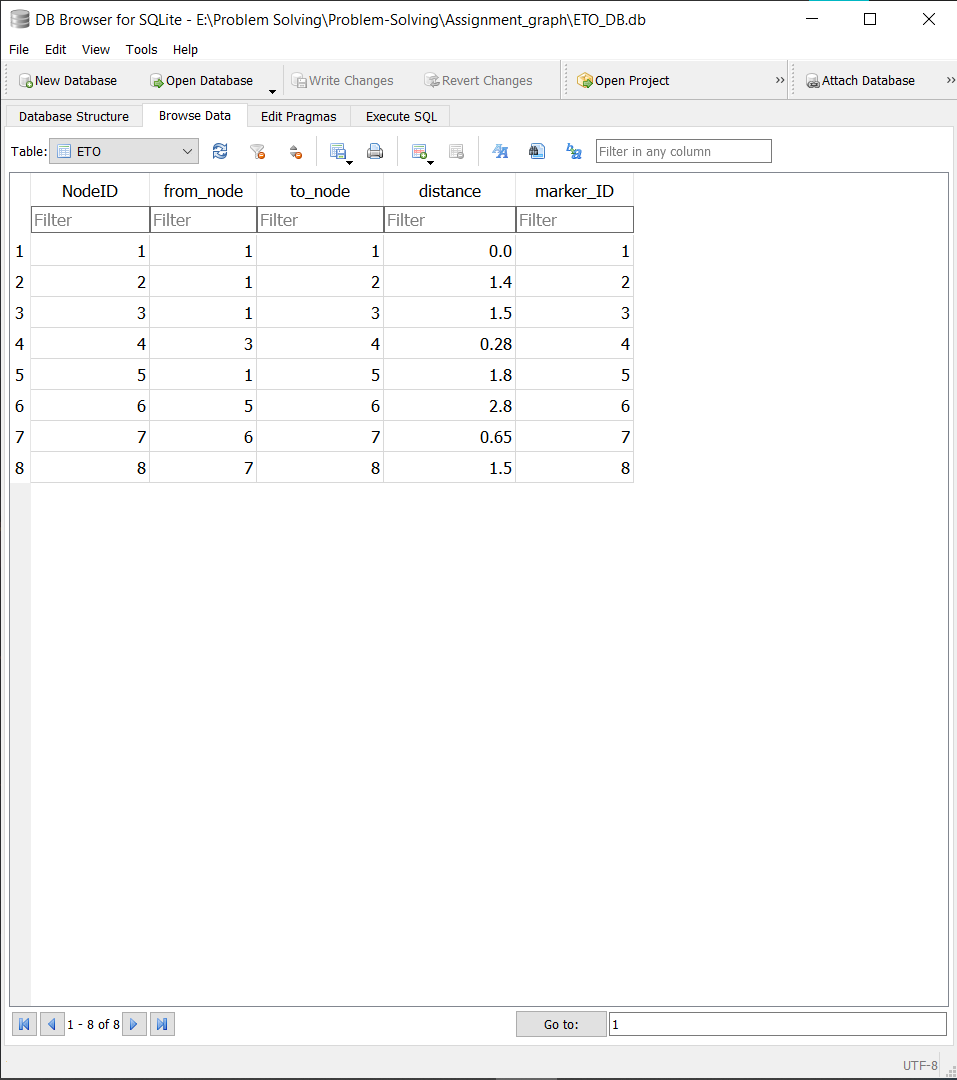 DB Browser for SQLite - E:\Problem Solving\Problem-Solving\Assignment_graph\ETO_DB.db
File Edit View Tools Help
New Database Open Database Write Changes Revert Changes Open Project » Attach Database »
Database Structure Browse Data Edit Pragmas Execute SQL
Table: ETO Filter in any column
NodeID from_node to_node distance marker_ID
Filter Filter Filter Filter Filter
1 1 1 1 0.0 1
2 2 1 2 1.4 2
3 3 1 3 1.5 3
4 4 3 4 0.28 4
5 5 1 5 1.8 5
6 6 5 6 2.8 6
7 7 6 7 0.65 7
8 8 7 8 1.5 8
1 - 8 of 8 Go to: 1
UTF-8